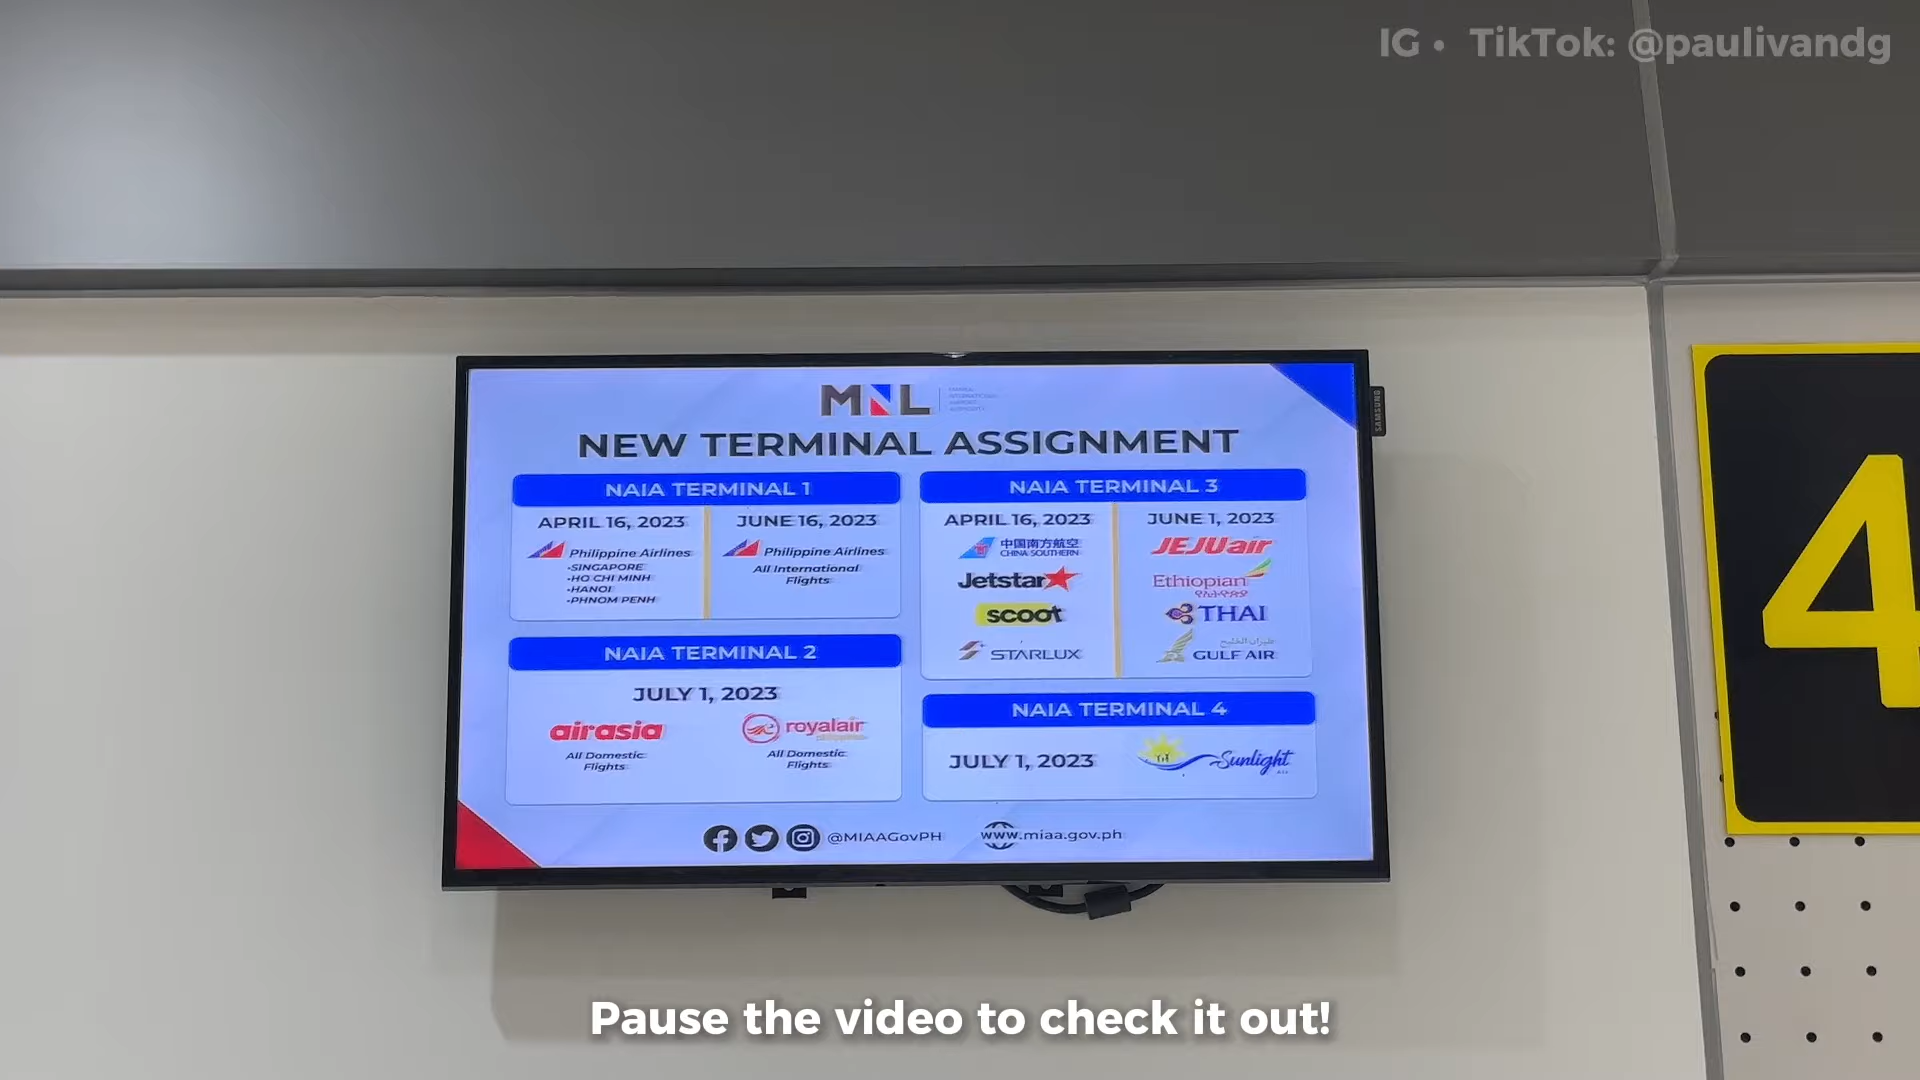 IG • TikTok: @paulivandg
MNL
NEW TERMINAL ASSIGNMENT
NAIA TERMINAL 1
APRIL 16, 2023
Philippine Airlines
•SINGAPORE
•HO CHI MINH
•HANOI
•PHNOM PENH
JUNE 16, 2023
Philippine Airlines
All International
Flights
NAIA TERMINAL 2
JULY 1, 2023
airasia
All Domestic
Flights
royalair
All Domestic
Flights
NAIA TERMINAL 3
APRIL 16, 2023
中国南方航空
CHINA SOUTHERN
Jetstar
scoot
STARLUX
JUNE 1, 2023
JEJUair
Ethiopian
የኢትዮጵያ
THAI
طيران الخليج
GULF AIR
NAIA TERMINAL 4
JULY 1, 2023
Sunlight
@MIAAGovPH
www.miaa.gov.ph
SAMSUNG
4
Pause the video to check it out!